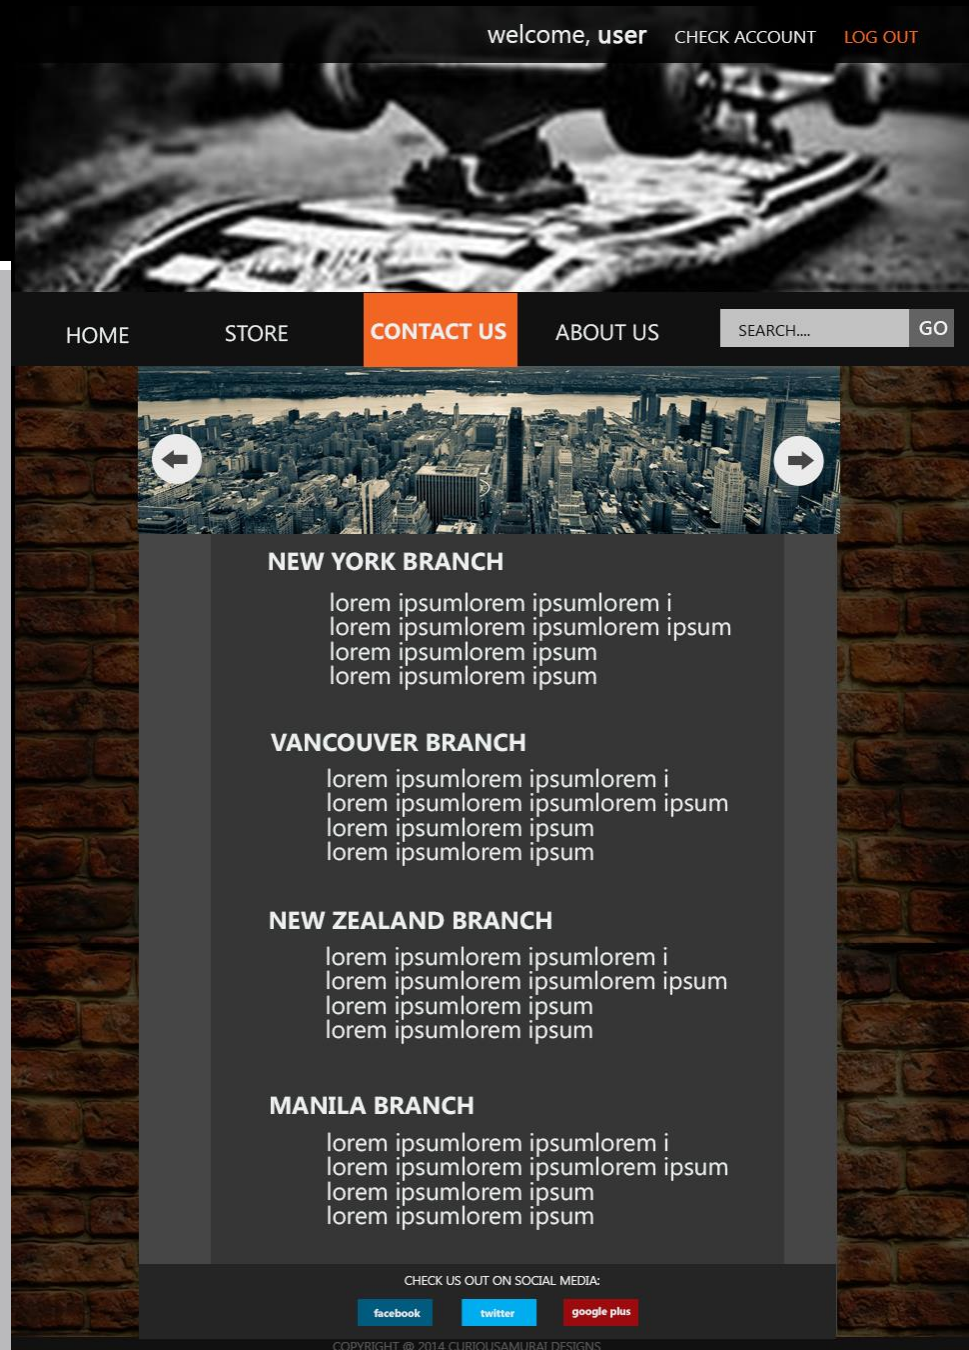 welcome, user CHECK ACCOUNT LOG OUT
HOME STORE CONTACT US ABOUT US SEARCH.... GO
NEW YORK BRANCH
lorem ipsumlorem ipsumlorem i
lorem ipsumlorem ipsumlorem ipsum
lorem ipsumlorem ipsum
lorem ipsumlorem ipsum
VANCOUVER BRANCH
lorem ipsumlorem ipsumlorem i
lorem ipsumlorem ipsumlorem ipsum
lorem ipsumlorem ipsum
lorem ipsumlorem ipsum
NEW ZEALAND BRANCH
lorem ipsumlorem ipsumlorem i
lorem ipsumlorem ipsumlorem ipsum
lorem ipsumlorem ipsum
lorem ipsumlorem ipsum
MANILA BRANCH
lorem ipsumlorem ipsumlorem i
lorem ipsumlorem ipsumlorem ipsum
lorem ipsumlorem ipsum
lorem ipsumlorem ipsum
CHECK US OUT ON SOCIAL MEDIA:
facebook twitter google plus
COPYRIGHT @ 2014 CURIOUSAMURAI DESIGNS